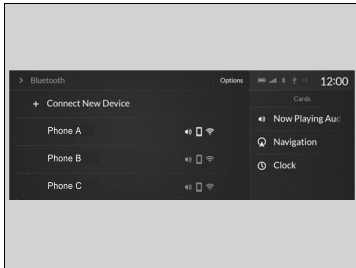 Bluetooth
Options
12:00
+ Connect New Device
Phone A
Phone B
Phone C
Cards
Now Playing Aud
Navigation
Clock